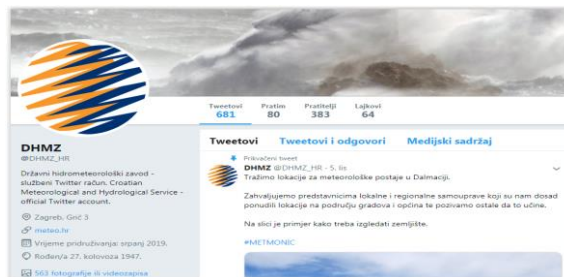 Tweetovi Pratim Pratitelji Lajkovi
681 80 383 64
DHMZ
@DHMZ_HR
Državni hidrometeorološki zavod -
službeni Twitter račun. Croatian
Meteorological and Hydrological Service -
official Twitter account.
Zagreb, Grič 3
meteo.hr
Vrijeme pridruživanja: srpanj 2019.
Rođen/a 27. kolovoza 1947.
563 fotografije ili videozapisa
Tweetovi Tweetovi i odgovori Medijski sadržaj
Prikvačeni tweet
DHMZ @DHMZ_HR · 5. lis
Tražimo lokacije za meteorološke postaje u Dalmaciji.
Zahvaljujemo predstavnicima lokalne i regionalne samouprave koji su nam dosad
ponudili lokacije na području gradova i općina te pozivamo ostale da to učine.
Na slici je primjer kako treba izgledati zemljište.
#METMONIC